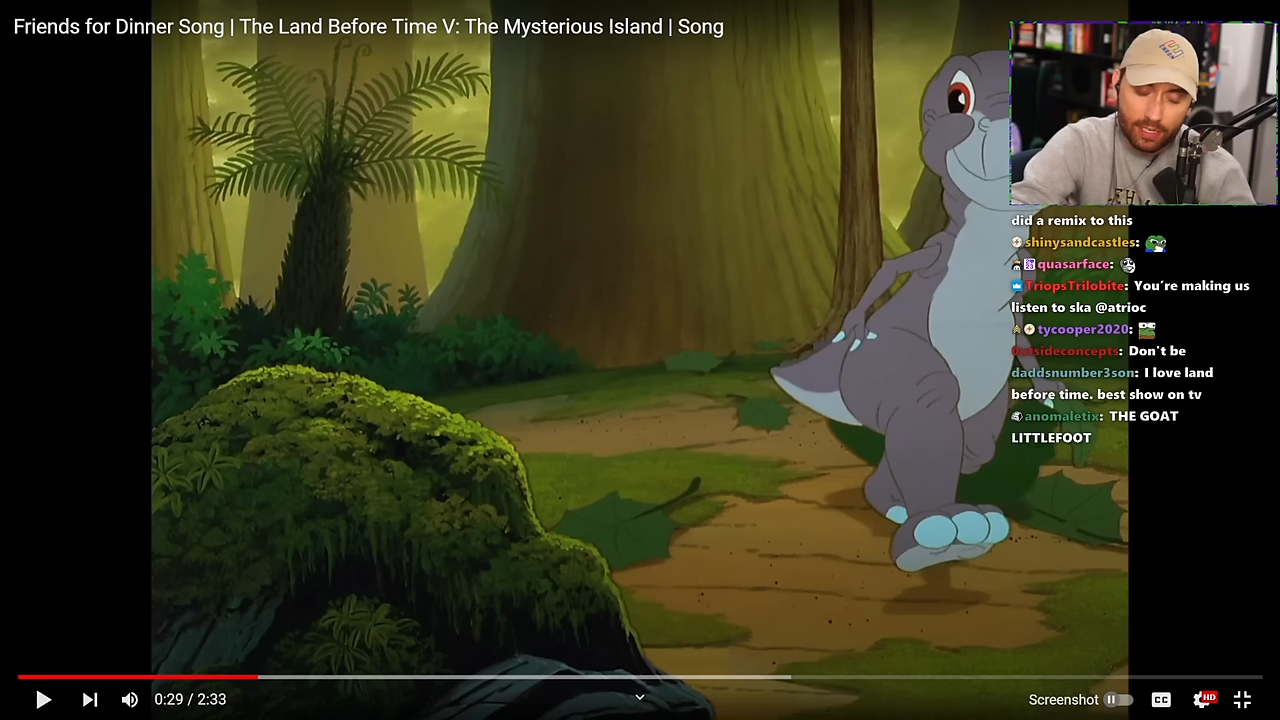 Friends for Dinner Song | The Land Before Time V: The Mysterious Island | Song
did a remix to this
shinysandcastles:
quasarface:
TriopsTrilobite: You're making us
listen to ska @atrioc
tycooper2020:
Outsideconcepts: Don't be
daddsnumber3son: I love land
before time. best show on tv
anomaletix: THE GOAT
LITTLEFOOT
0:29 / 2:33
Screenshot
CC
HD